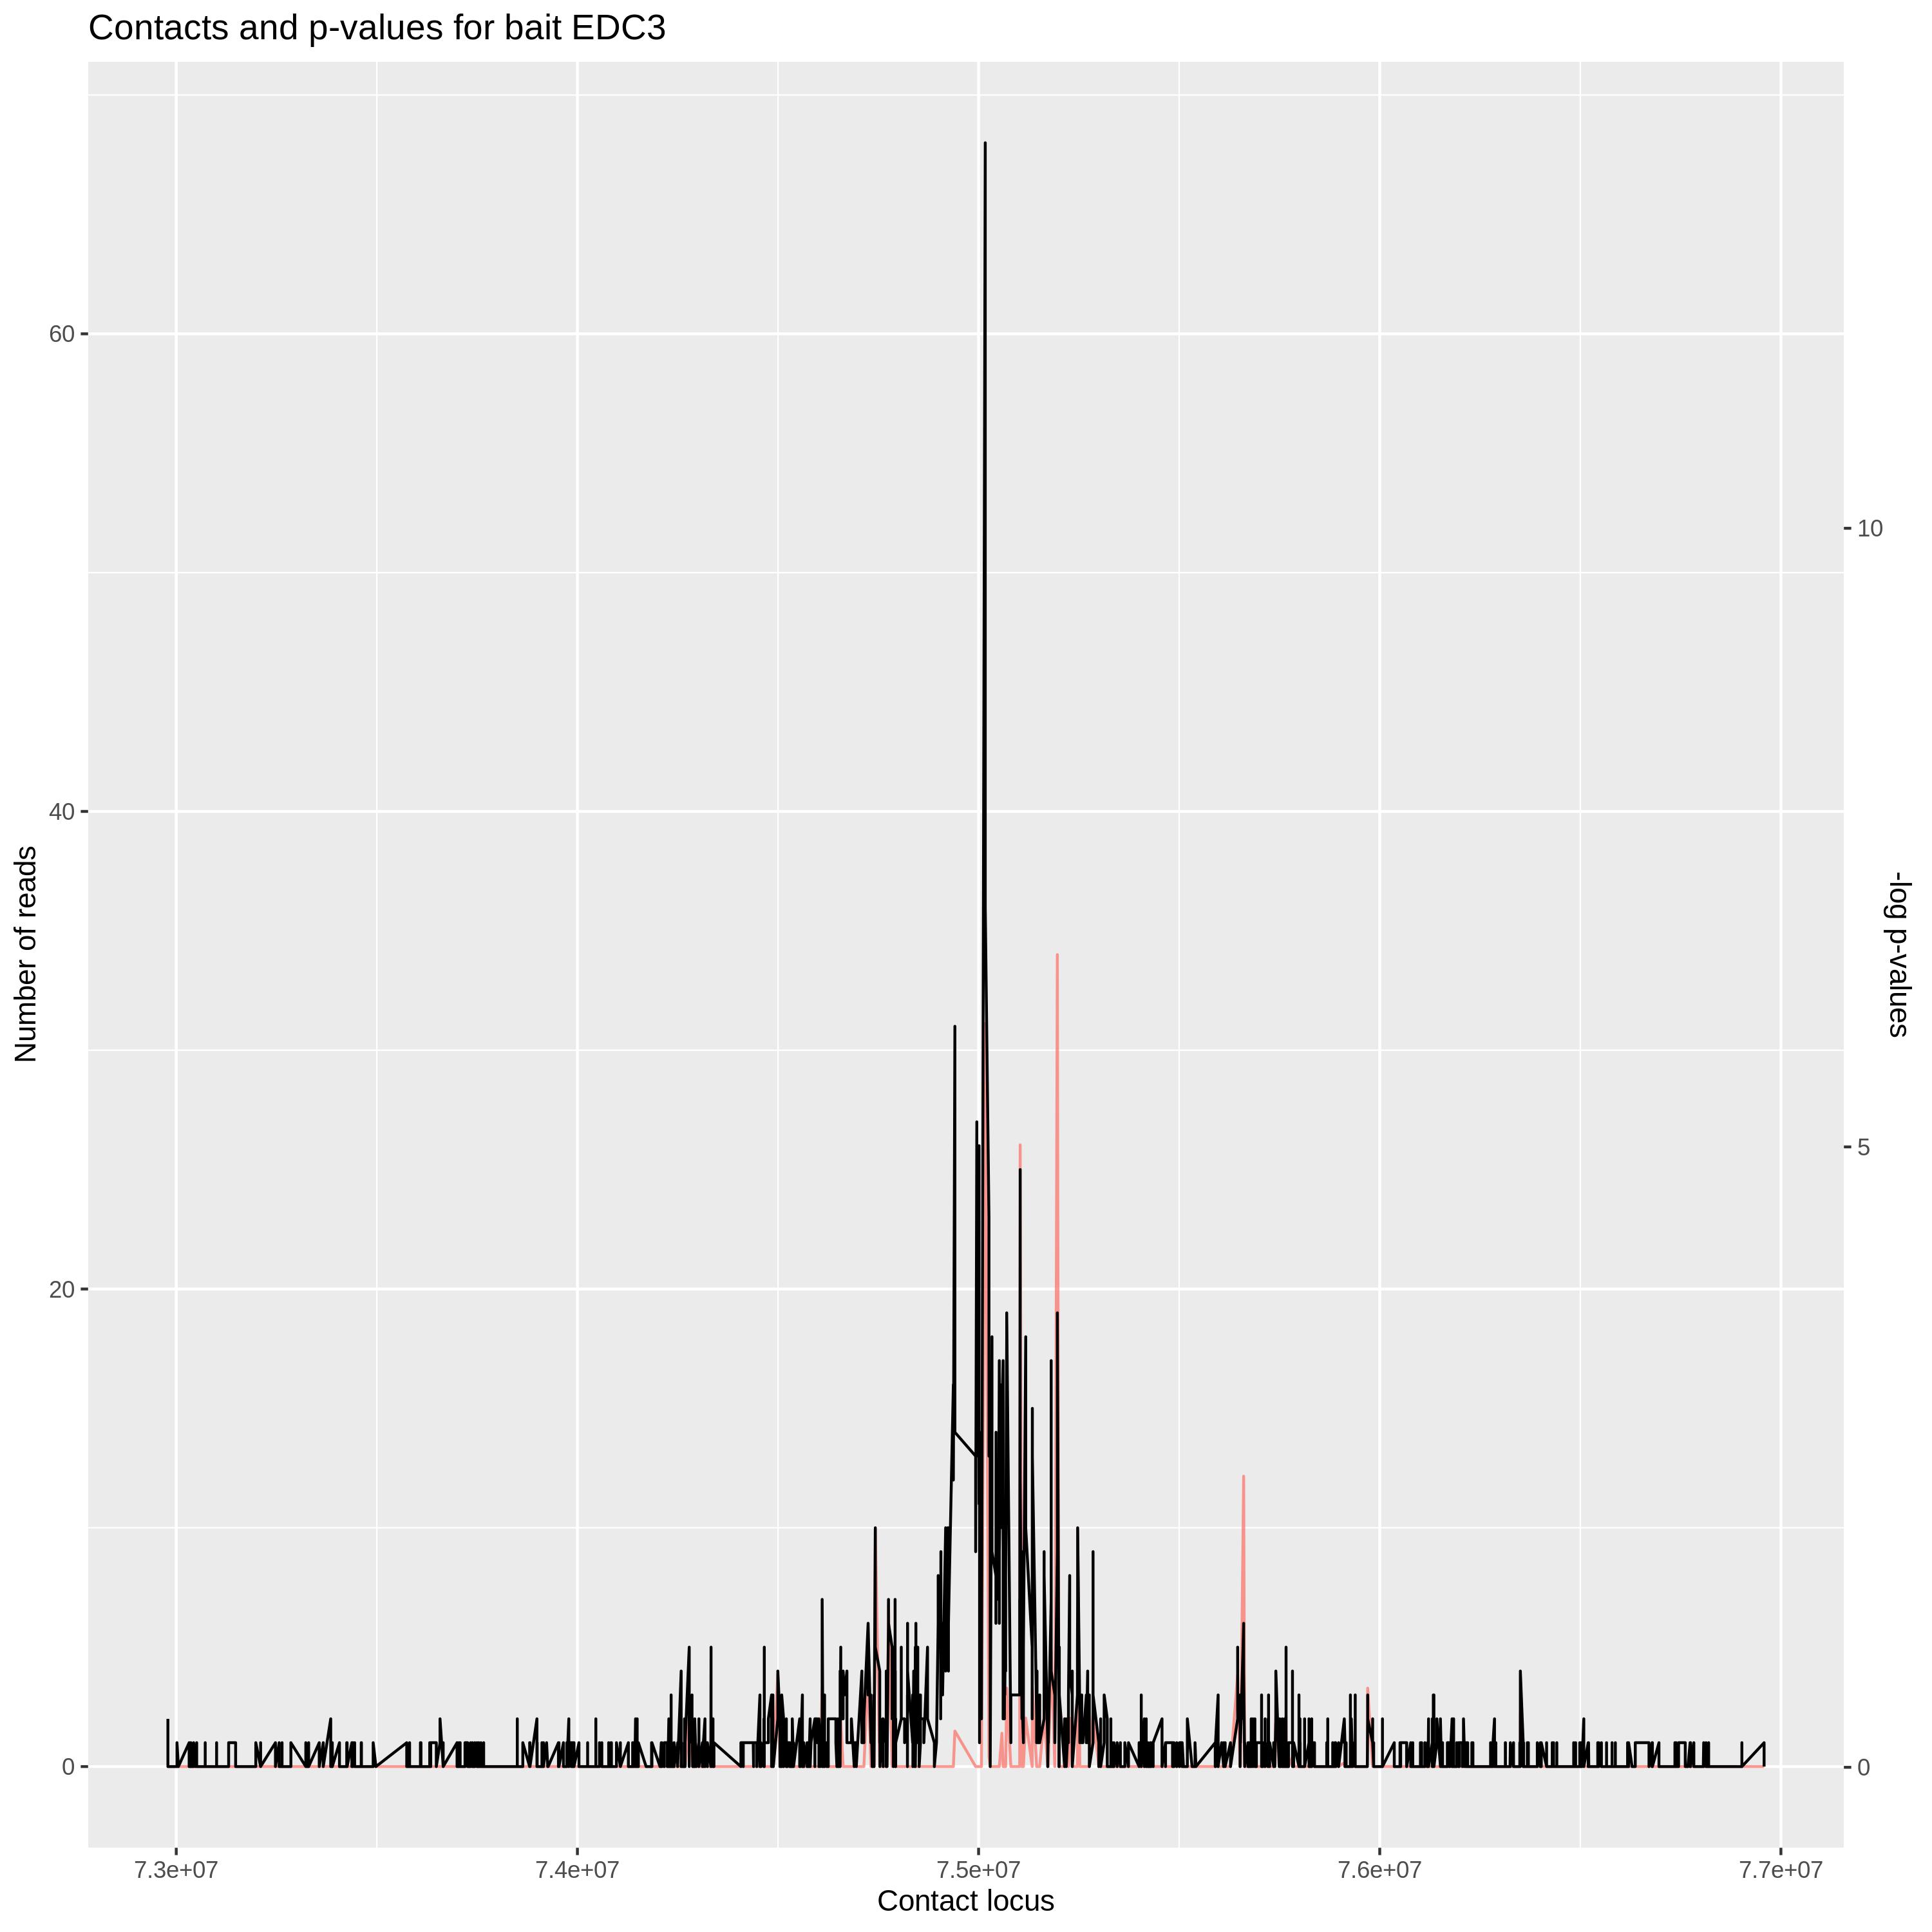 Contacts and p-values for bait EDC3
60
40
20
0
10
5
0
Number of reads
-log p-values
7.3e+07
7.4e+07
7.5e+07
7.6e+07
7.7e+07
Contact locus